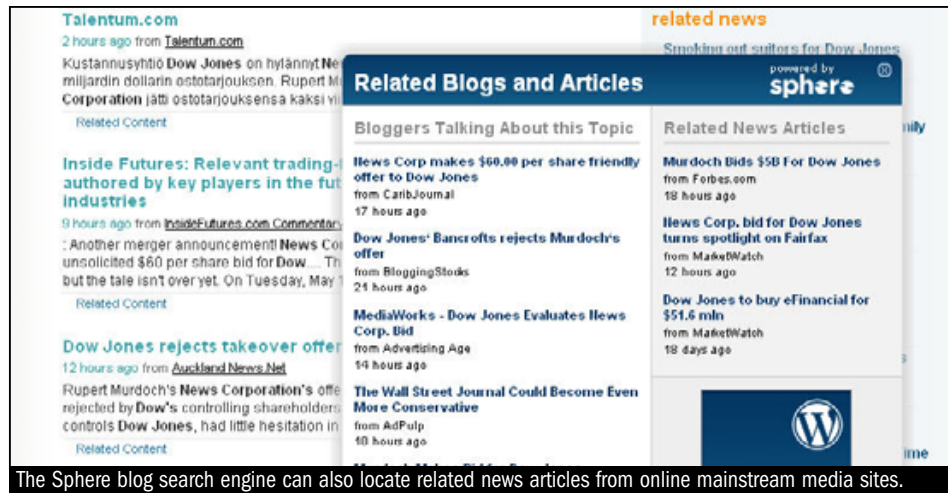 Talentum.com
2 hours ago from Talentum.com
Kustannusyhtiö Dow Jones on hylännyt Ne
miljardin dollarin ostotarjouksen. Rupert M
Corporation jätti ostotarjouksensa kaksi vii
Related Content
Inside Futures: Relevant trading-
authored by key players in the fut
industries
9 hours ago from InsideFutures.com Commentary
: Another merger announcement! News Co
unsolicited $60 per share bid for Dow.... Th
but the tale isn't over yet. On Tuesday, May 1
Related Content
Dow Jones rejects takeover offer
12 hours ago from Auckland News.Net
Rupert Murdoch's News Corporation's offe
rejected by Dow's controlling shareholders
controls Dow Jones, had little hesitation in
Related Content
related news
Smoking out suitors for Dow Jones
mily
ime
Related Blogs and Articles
powered by
sphere
Bloggers Talking About this Topic
News Corp makes $60.00 per share friendly
offer to Dow Jones
from CaribJournal
17 hours ago
Dow Jones' Bancrofts rejects Murdoch's
offer
from BloggingStocks
21 hours ago
MediaWorks - Dow Jones Evaluates News
Corp. Bid
from Advertising Age
14 hours ago
The Wall Street Journal Could Become Even
More Conservative
from AdPulp
18 hours ago
Related News Articles
Murdoch Bids $5B For Dow Jones
from Forbes.com
18 hours ago
News Corp. bid for Dow Jones
turns spotlight on Fairfax
from MarketWatch
12 hours ago
Dow Jones to buy eFinancial for
$51.6 mln
from MarketWatch
18 days ago
The Sphere blog search engine can also locate related news articles from online mainstream media sites.